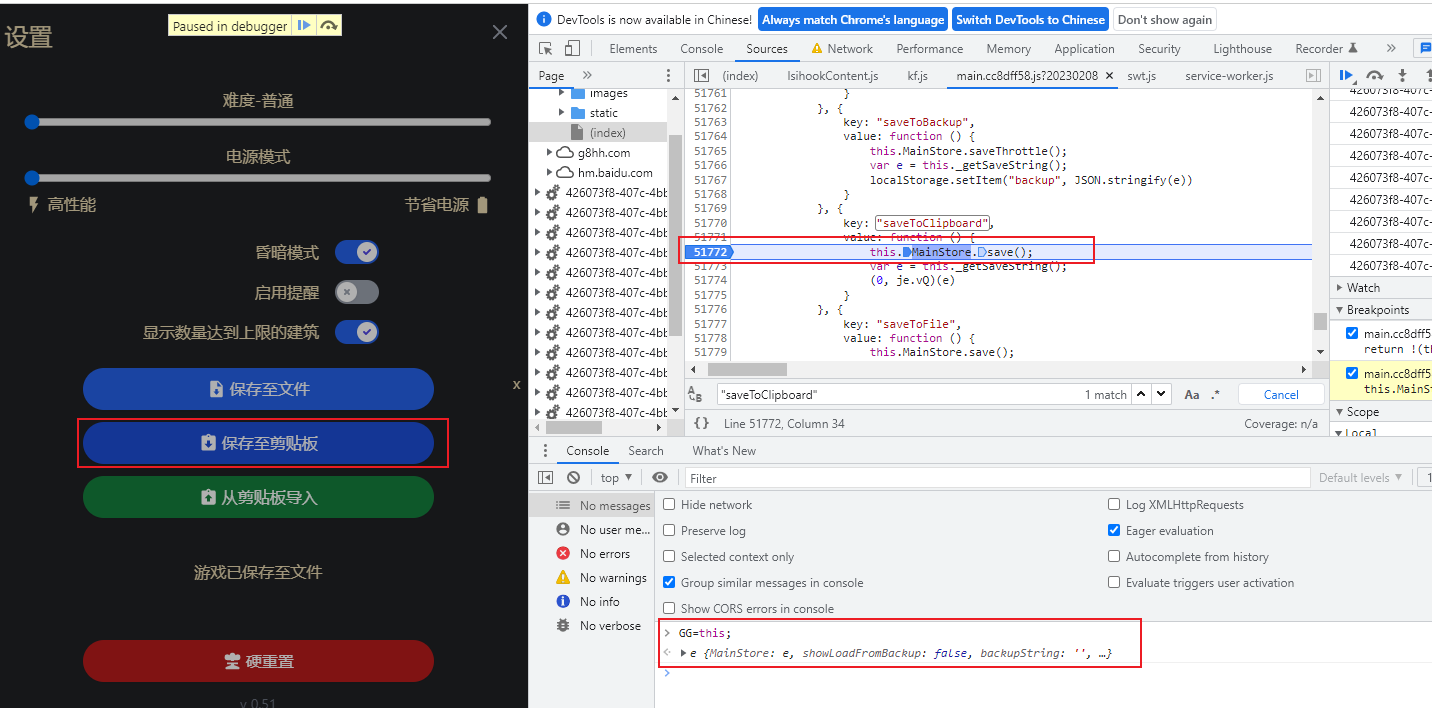 设置
Paused in debugger
难度-普通
电源模式
高性能
节省电源
昏暗模式
启用提醒
显示数量达到上限的建筑
保存至文件
保存至剪贴板
从剪贴板导入
x
游戏已保存至文件
硬重置
v 0.51
DevTools is now available in Chinese! Always match Chrome's language Switch DevTools to Chinese Don't show again
Elements Console Sources Network Performance Memory Application Security Lighthouse Recorder »
Page » (index) lsihookContent.js kf.js main.cc8dff58.js?20230208 × swt.js service-worker.js
images
static
(index)
g8hh.com
hm.baidu.com
426073f8-407c-4bb
426073f8-407c-4bb
426073f8-407c-4bb
426073f8-407c-4bb
426073f8-407c-4bb
426073f8-407c-4bb
426073f8-407c-4bb
426073f8-407c-4bb
426073f8-407c-4bb
426073f8-407c-4bb
426073f8-407c-4bb
426073f8-407c-4bb
51761 }
51762 }, {
51763 key: "saveToBackup",
51764 value: function () {
51765 this.MainStore.saveThrottle();
51766 var e = this._getSaveString();
51767 localStorage.setItem("backup", JSON.stringify(e))
51768 }
51769 }, {
51770 key: "saveToClipboard",
51771 value: function () {
51772 this.MainStore.save();
51773 var e = this._getSaveString();
51774 (0, je.vQ)(e)
51775 }
51776 }, {
51777 key: "saveToFile",
51778 value: function () {
51779 this.MainStore.save();
"saveToClipboard" 1 match Aa .* Cancel
{} Line 51772, Column 34 Coverage: n/a
426073f8-407c-
426073f8-407c-
426073f8-407c-
426073f8-407c-
426073f8-407c-
426073f8-407c-
426073f8-407c-
426073f8-407c-
426073f8-407c-
Watch
Breakpoints
main.cc8dff5
return !(th
main.cc8dff5
this.MainS
Scope
Local
Console Search What's New
top Filter Default levels 1
No messages
No user me...
No errors
No warnings
No info
No verbose
Hide network
Log XMLHttpRequests
Preserve log
Eager evaluation
Selected context only
Autocomplete from history
Group similar messages in console
Evaluate triggers user activation
Show CORS errors in console
> GG=this;
e {MainStore: e, showLoadFromBackup: false, backupString: '', …}
>